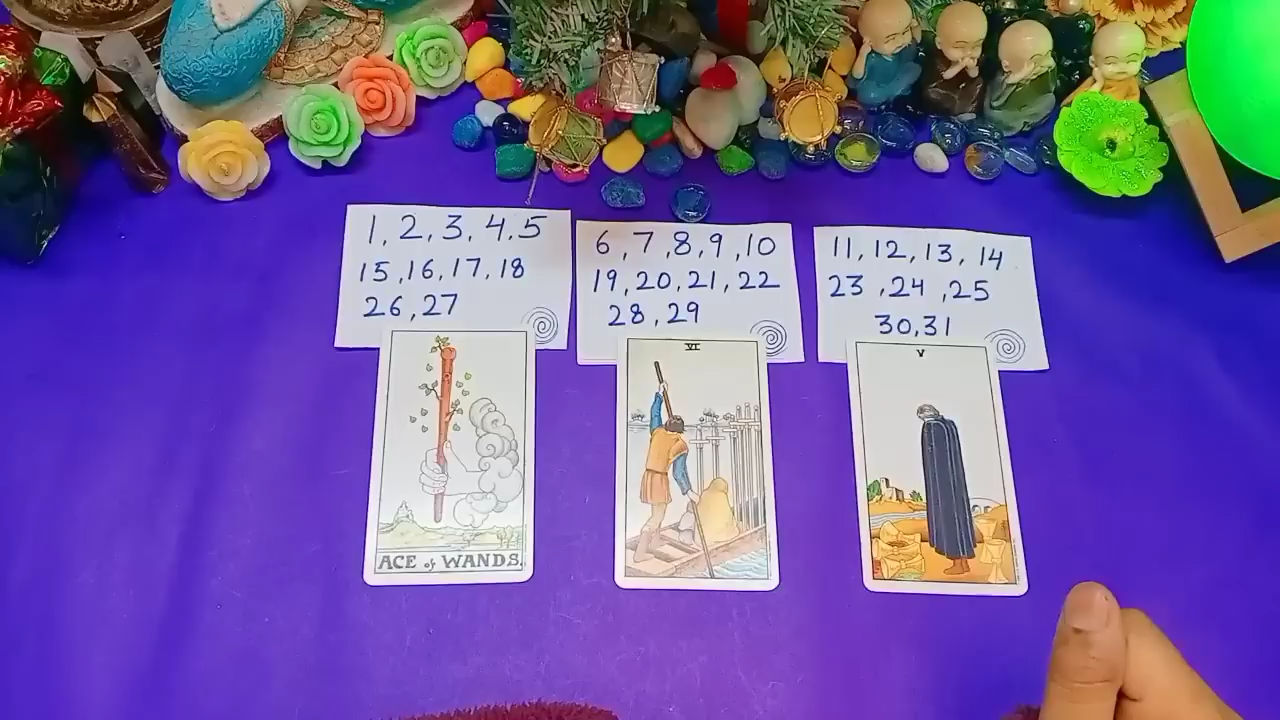 1, 2, 3, 4, 5
15, 16, 17, 18
26, 27
6, 7, 8, 9, 10
19, 20, 21, 22
28, 29
11, 12, 13, 14
23, 24, 25
30, 31
ACE of WANDS.
VI
V